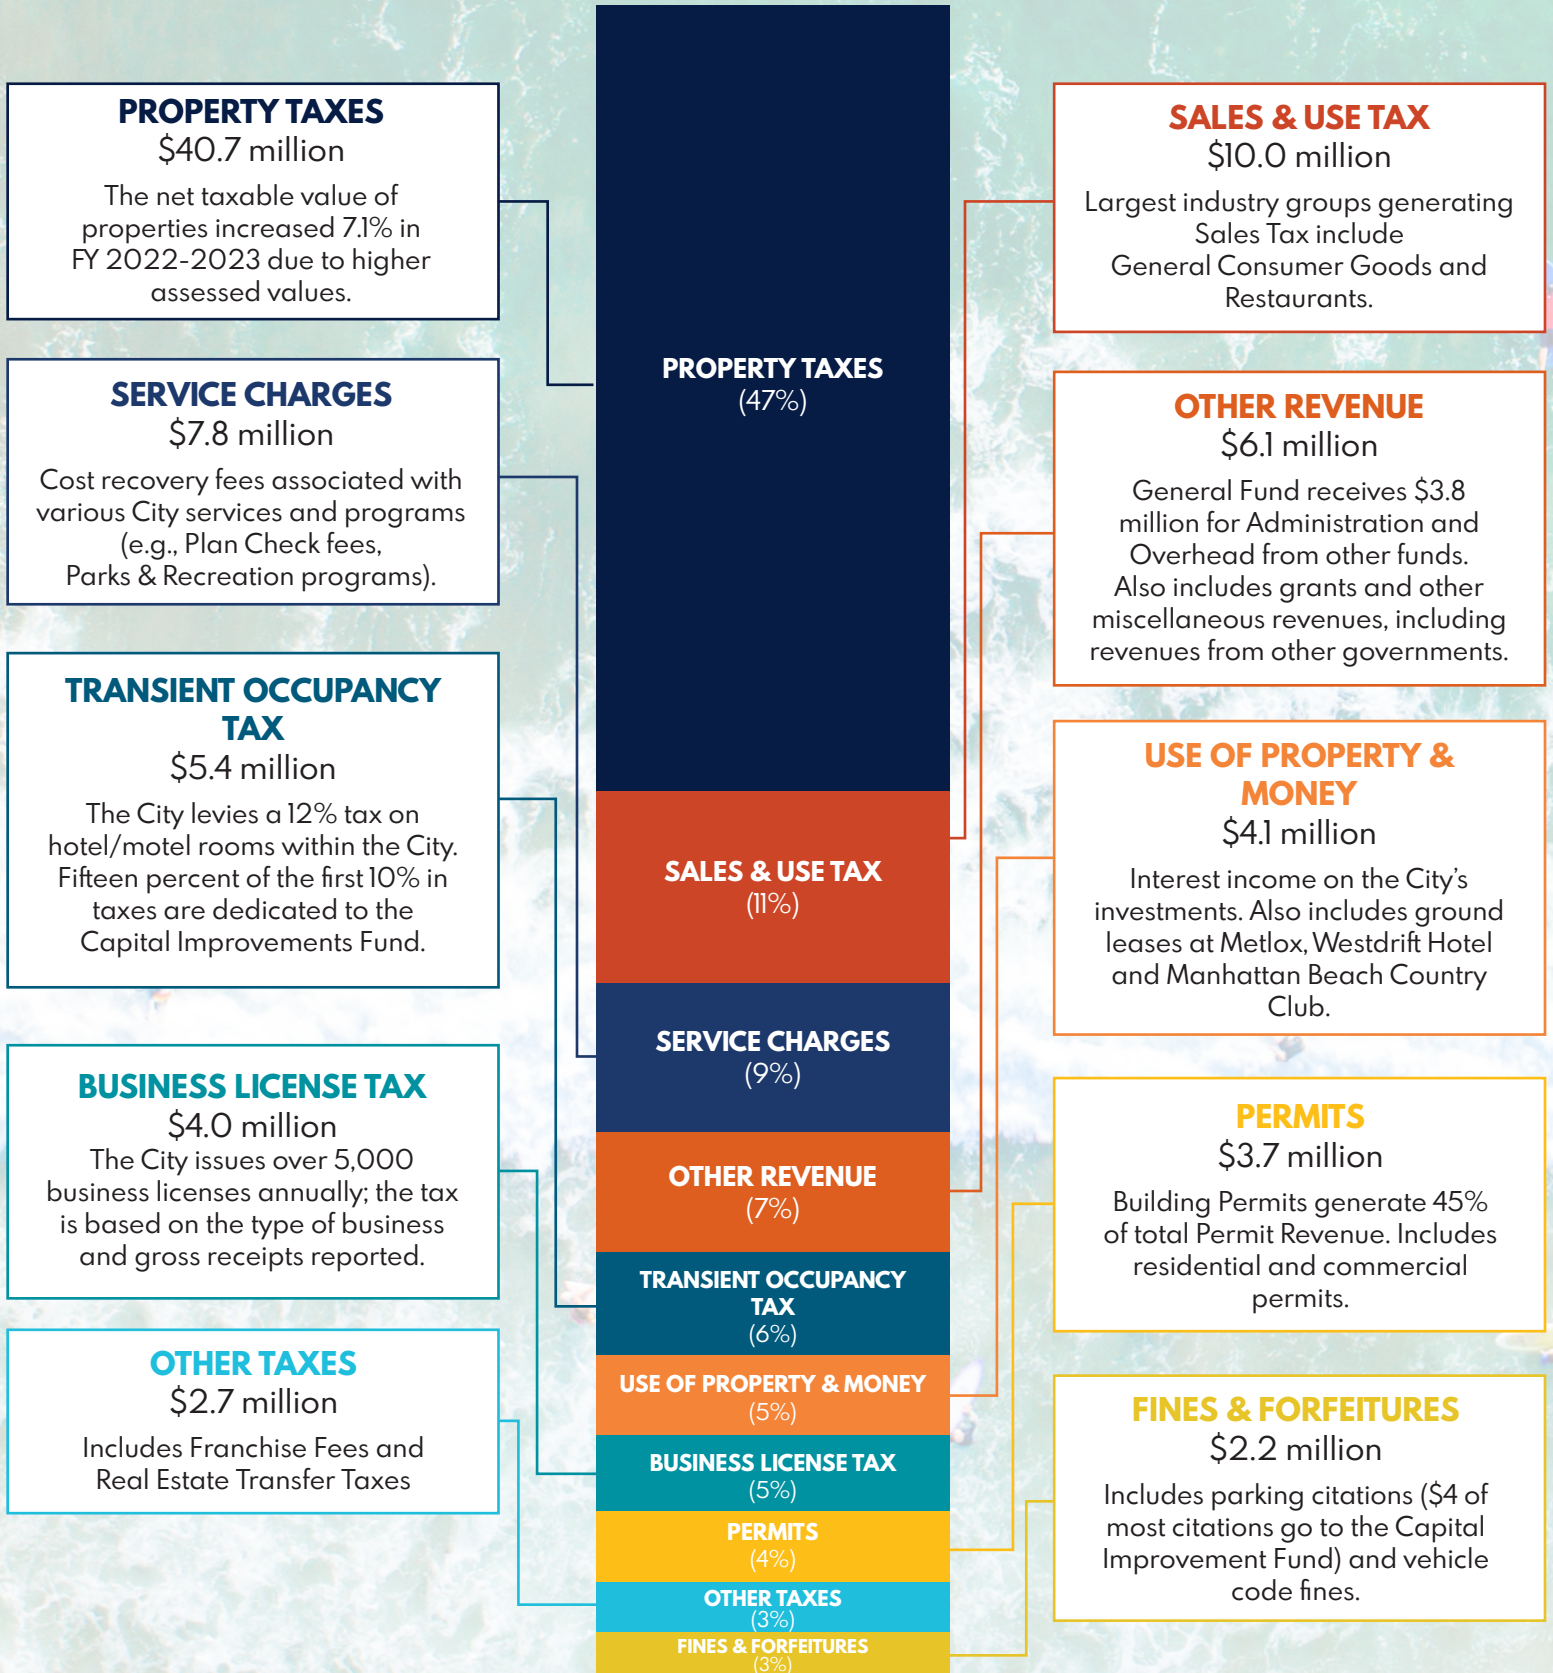 PROPERTY TAXES
$40.7 million
The net taxable value of
properties increased 7.1% in
FY 2022-2023 due to higher
assessed values.
SERVICE CHARGES
$7.8 million
Cost recovery fees associated with
various City services and programs
(e.g., Plan Check fees,
Parks & Recreation programs).
TRANSIENT OCCUPANCY
TAX
$5.4 million
The City levies a 12% tax on
hotel/motel rooms within the City.
Fifteen percent of the first 10% in
taxes are dedicated to the
Capital Improvements Fund.
BUSINESS LICENSE TAX
$4.0 million
The City issues over 5,000
business licenses annually; the tax
is based on the type of business
and gross receipts reported.
OTHER TAXES
$2.7 million
Includes Franchise Fees and
Real Estate Transfer Taxes
PROPERTY TAXES
(47%)
SALES & USE TAX
(11%)
SERVICE CHARGES
(9%)
OTHER REVENUE
(7%)
TRANSIENT OCCUPANCY
TAX
(6%)
USE OF PROPERTY & MONEY
(5%)
BUSINESS LICENSE TAX
(5%)
PERMITS
(4%)
OTHER TAXES
(3%)
FINES & FORFEITURES
(3%)
SALES & USE TAX
$10.0 million
Largest industry groups generating
Sales Tax include
General Consumer Goods and
Restaurants.
OTHER REVENUE
$6.1 million
General Fund receives $3.8
million for Administration and
Overhead from other funds.
Also includes grants and other
miscellaneous revenues, including
revenues from other governments.
USE OF PROPERTY &
MONEY
$4.1 million
Interest income on the City's
investments. Also includes ground
leases at Metlox, Westdrift Hotel
and Manhattan Beach Country
Club.
PERMITS
$3.7 million
Building Permits generate 45%
of total Permit Revenue. Includes
residential and commercial
permits.
FINES & FORFEITURES
$2.2 million
Includes parking citations ($4 of
most citations go to the Capital
Improvement Fund) and vehicle
code fines.